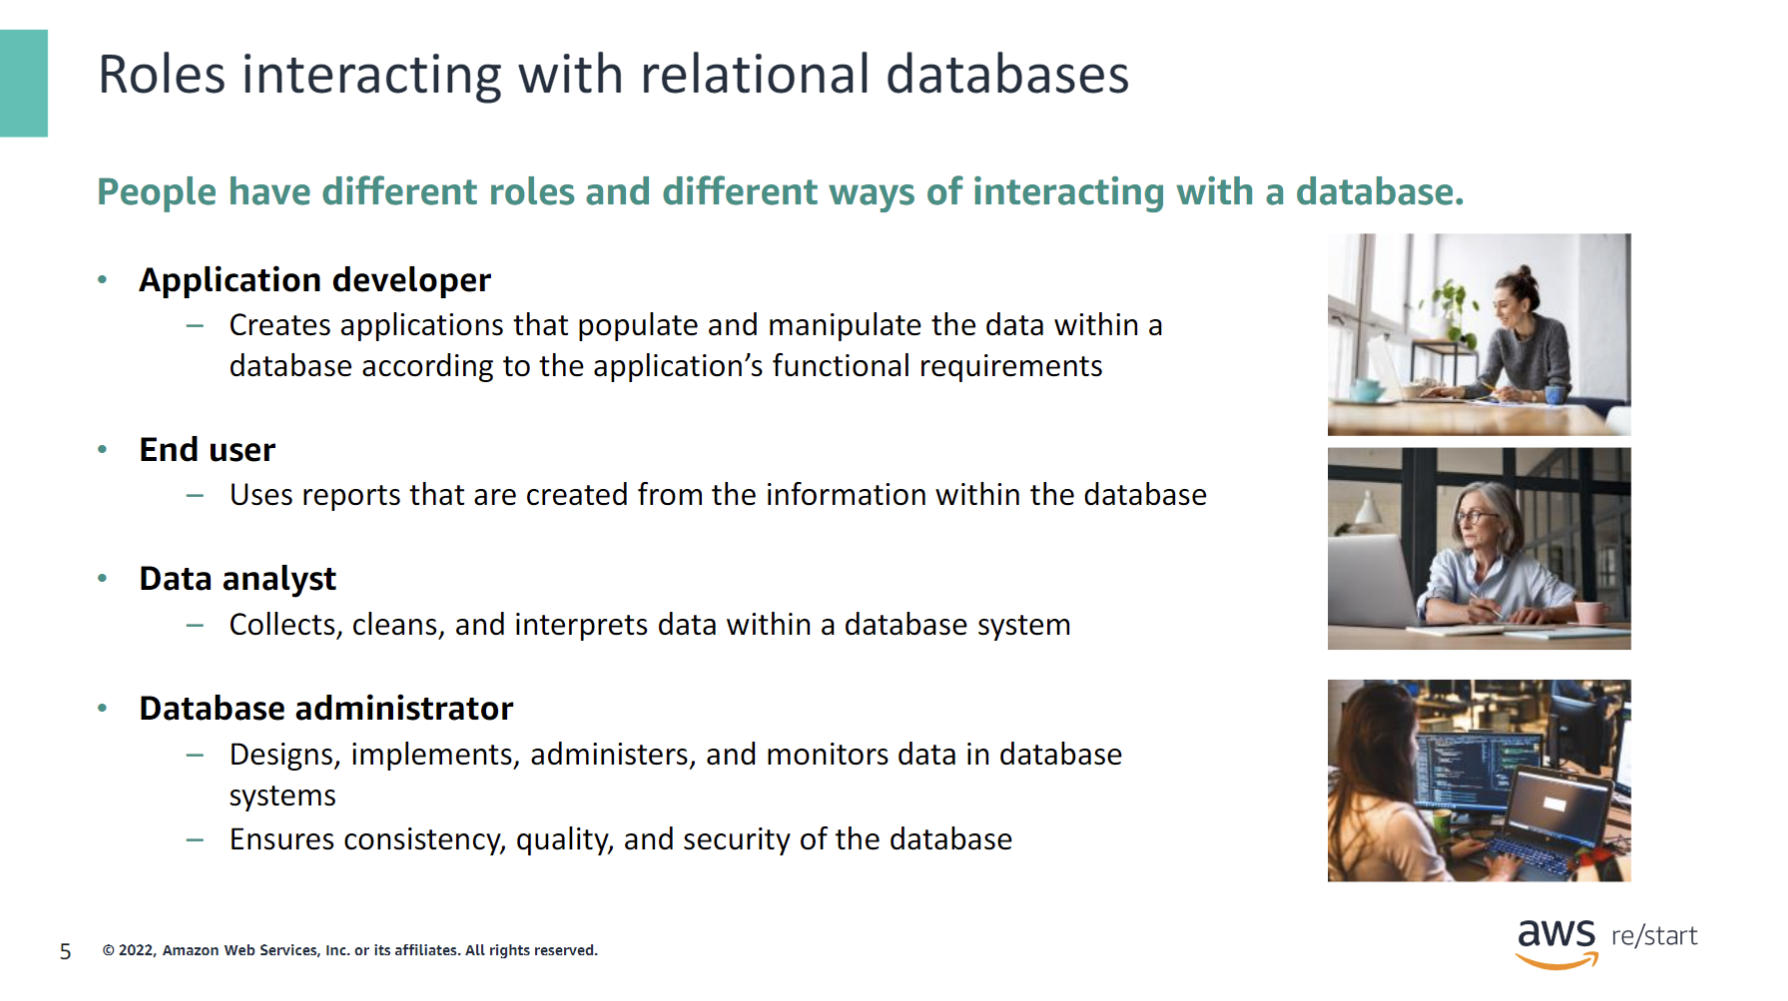 Roles interacting with relational databases
People have different roles and different ways of interacting with a database.
• Application developer
– Creates applications that populate and manipulate the data within a
database according to the application’s functional requirements
• End user
– Uses reports that are created from the information within the database
• Data analyst
– Collects, cleans, and interprets data within a database system
• Database administrator
– Designs, implements, administers, and monitors data in database
systems
– Ensures consistency, quality, and security of the database
5 © 2022, Amazon Web Services, Inc. or its affiliates. All rights reserved.
aws re/start